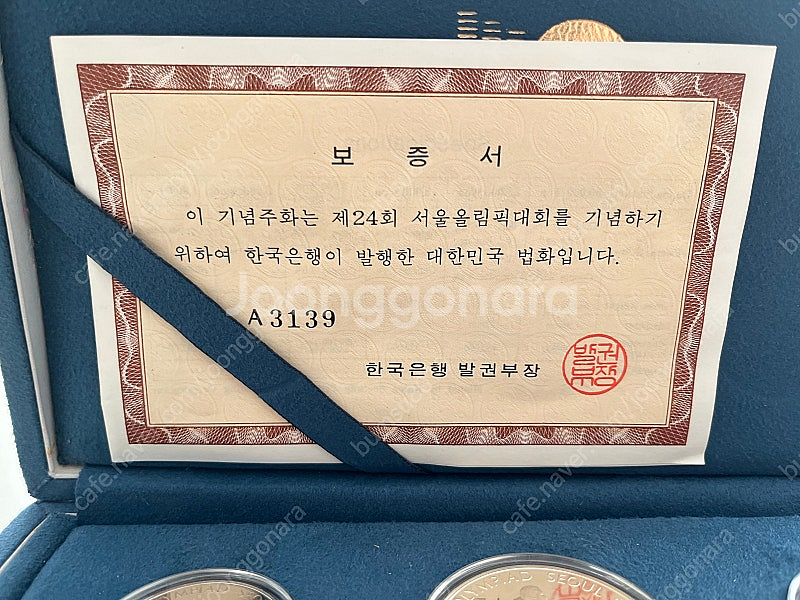 보 증 서
이 기념주화는 제24회 서울올림픽대회를 기념하기
위하여 한국은행이 발행한 대한민국 법화입니다.
Joonggonara
A3139
한국은행 발권부장
OLYMPIAD SEOUL